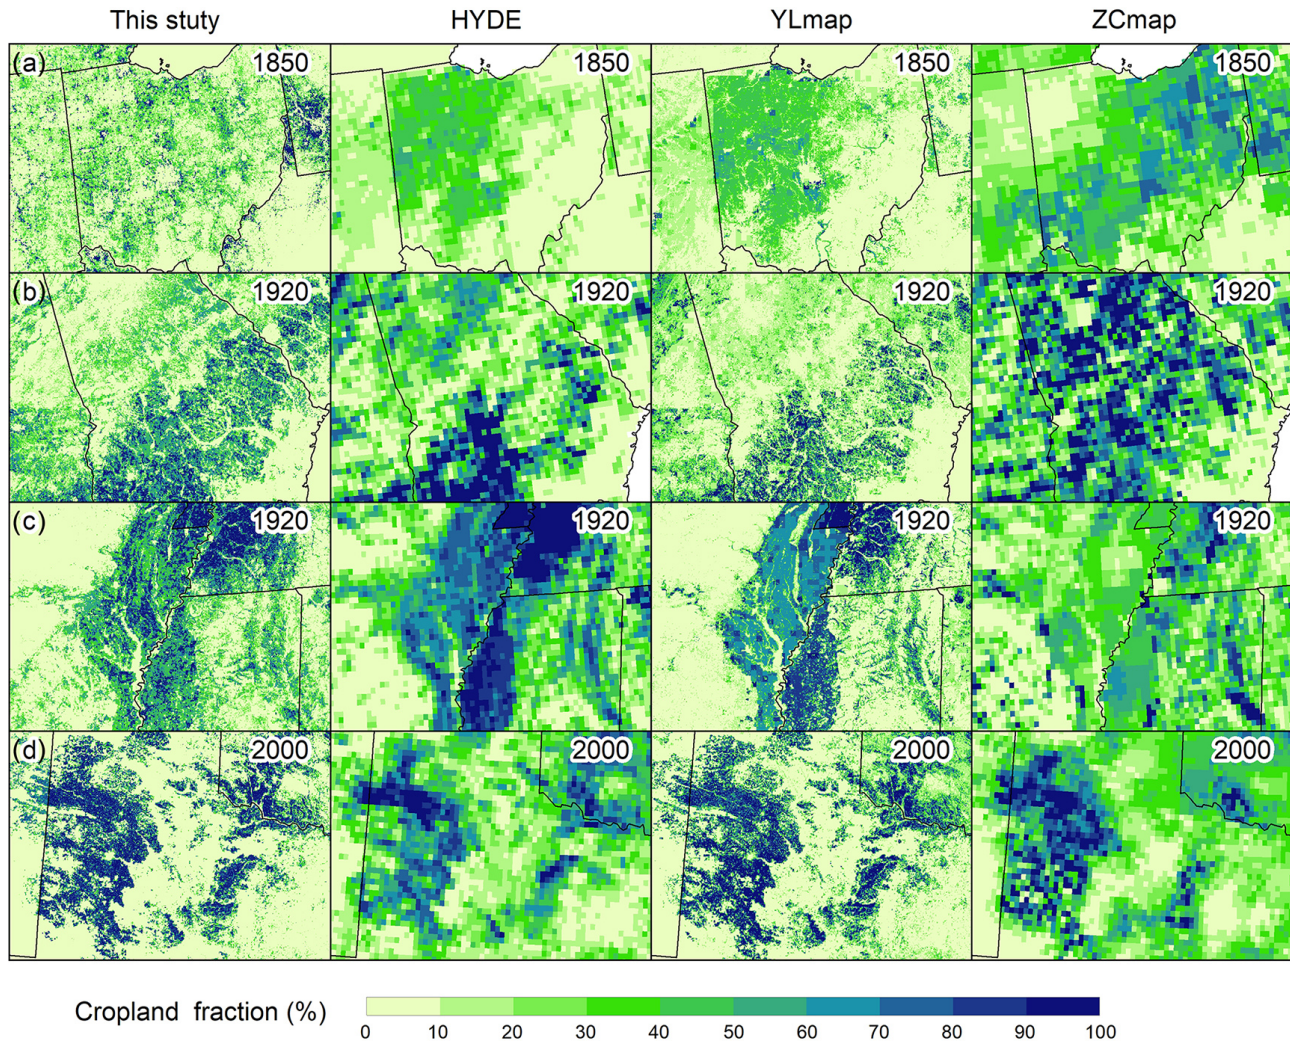 This stuty HYDE YLmap ZCmap
(a) 1850 1850 1850 1850
(b) 1920 1920 1920 1920
(c) 1920 1920 1920 1920
(d) 2000 2000 2000 2000
Cropland fraction (%)
0 10 20 30 40 50 60 70 80 90 100